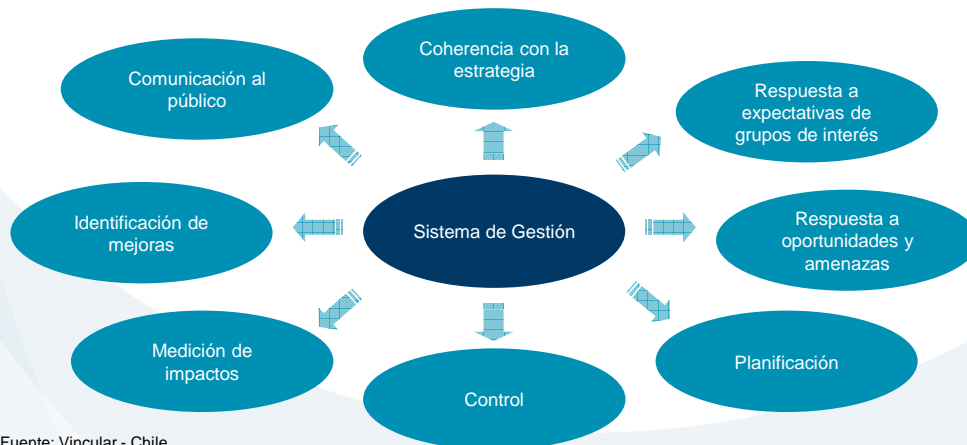 Coherencia con la
estrategia
Comunicación al
público
Respuesta a
expectativas de
grupos de interés
Identificación de
mejoras
Sistema de Gestión
Respuesta a
oportunidades y
amenazas
Medición de
impactos
Planificación
Control
Fuente: Vincular - Chile